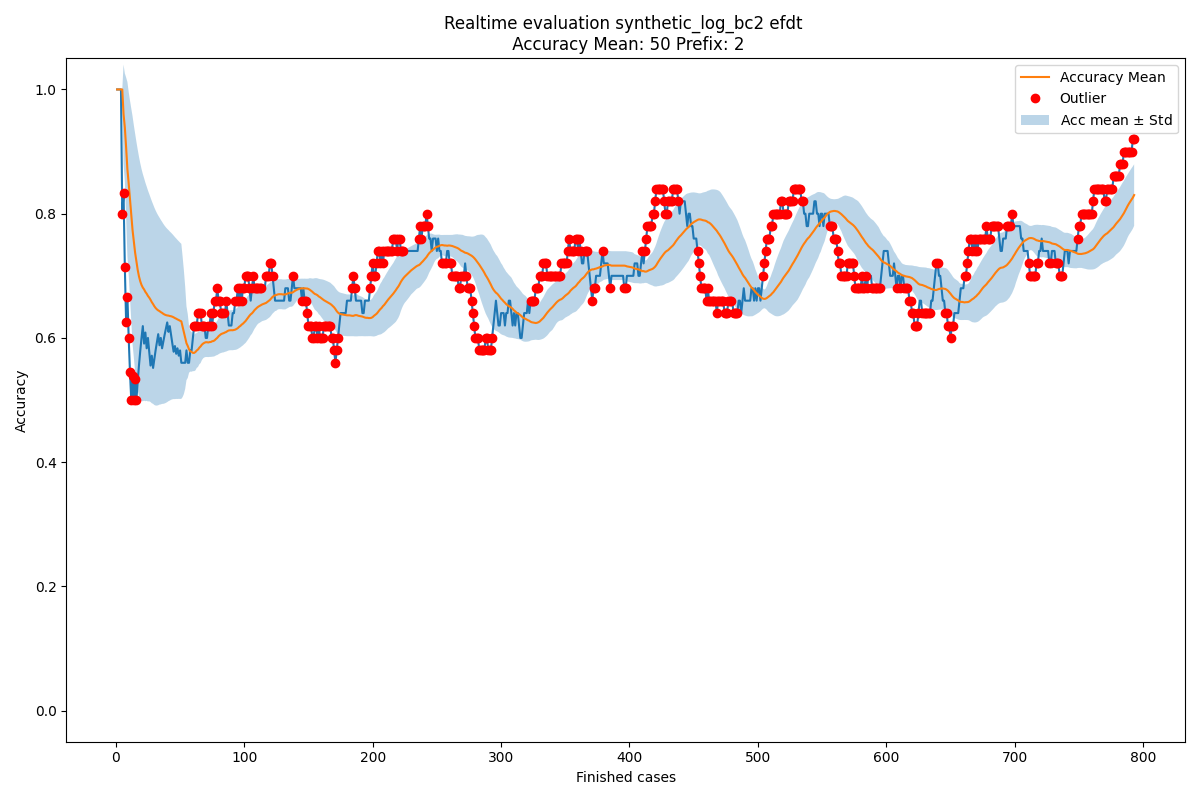 Realtime evaluation synthetic_log_bc2 efdt
Accuracy Mean: 50 Prefix: 2
Accuracy Mean
Outlier
Acc mean ± Std
Accuracy
1.0
0.8
0.6
0.4
0.2
0.0
0 100 200 300 400 500 600 700 800
Finished cases